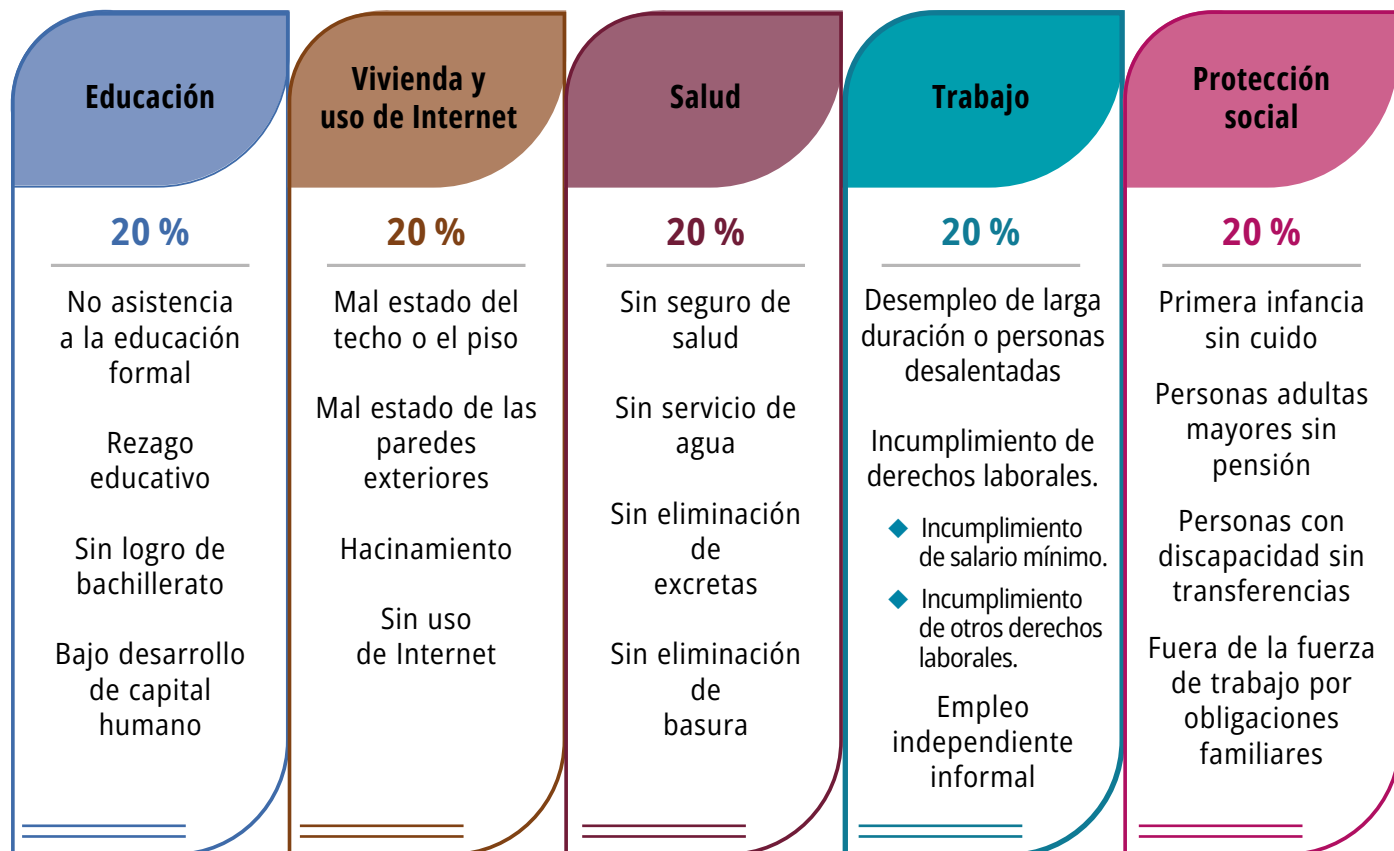 Educación
20 %
No asistencia
a la educación
formal
Rezago
educativo
Sin logro de
bachillerato
Bajo desarrollo
de capital
humano
Vivienda y
uso de Internet
20 %
Mal estado del
techo o el piso
Mal estado de las
paredes
exteriores
Hacinamiento
Sin uso
de Internet
Salud
20 %
Sin seguro de
salud
Sin servicio de
agua
Sin eliminación
de
excretas
Sin eliminación
de
basura
Trabajo
20 %
Desempleo de larga
duración o personas
desalentadas
Incumplimiento de
derechos laborales.
Incumplimiento
de salario mínimo.
Incumplimiento
de otros derechos
laborales.
Empleo
independiente
informal
Protección
social
20 %
Primera infancia
sin cuido
Personas adultas
mayores sin
pensión
Personas con
discapacidad sin
transferencias
Fuera de la fuerza
de trabajo por
obligaciones
familiares